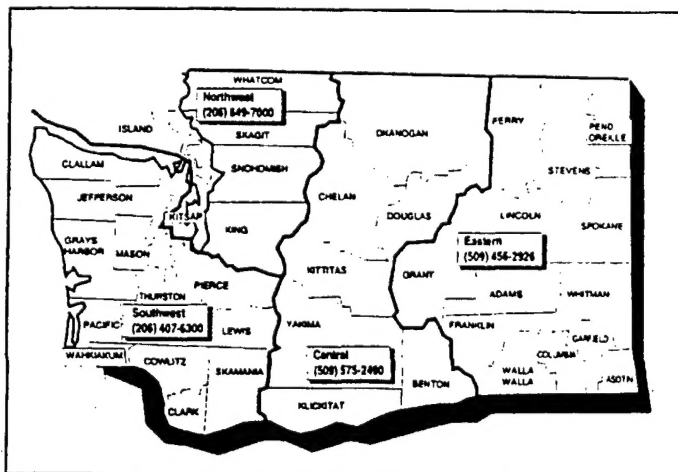 WHATCOM
Northwest
(206) 649-7000
ISLAND
SKAGIT
OKANOGAN
FERRY
PEND
OREILLE
CLALLAM
SNOHOMISH
STEVENS
JEFFERSON
CHELAN
KITSAP
DOUGLAS
LINCOLN
SPOKANE
KING
GRAYS
HARBOR
MASON
Eastern
(509) 456-2926
KITTITAS
GRANT
PIERCE
ADAMS
WHITMAN
THURSTON
Southwest
(206) 407-6300
PACIFIC
LEWIS
YAKIMA
FRANKLIN
GARFIELD
COLUMBIA
WAHKIAKUM
COWLITZ
SKAMANIA
Central
(509) 575-2490
BENTON
WALLA
WALLA
ASOTIN
CLARK
KLICKITAT